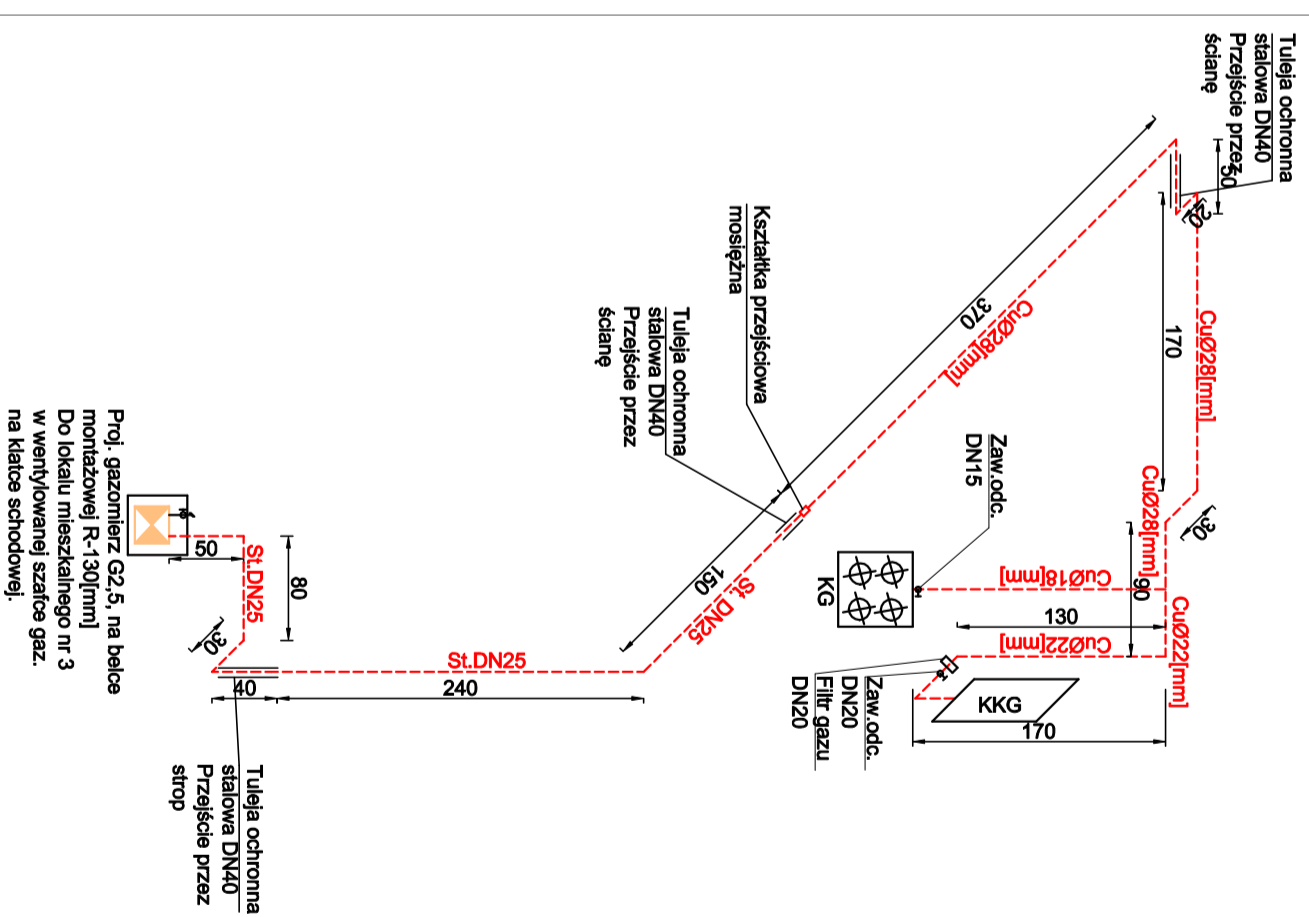 Tuleja ochronna
stalowa DN40
Przejście przez
ścianę
50
20
CuØ28[mm]
170
370
CuØ28[mm]
Kształtka przejściowa
mosiężna
Tuleja ochronna
stalowa DN40
Przejście przez
ścianę
Zaw.odc.
DN15
CuØ28[mm]
30
CuØ18[mm]
90
130
CuØ22[mm]
CuØ22[mm]
KG
KKG
170
Zaw.odc.
DN20
Filtr gazu
DN20
150
St. DN25
St.DN25
240
40
80
St.DN25
50
30
Proj. gazomierz G2,5, na belce
montażowej R-130[mm]
Do lokalu mieszkalnego nr 3
w wentylowanej szafce gaz.
na klatce schodowej.
Tuleja ochronna
stalowa DN40
Przejście przez
strop